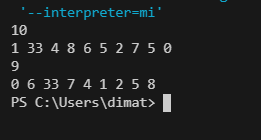 '--interpreter=mi'
10
1 33 4 8 6 5 2 7 5 0
9
0 6 33 7 4 1 2 5 8
PS C:\Users\dimat>